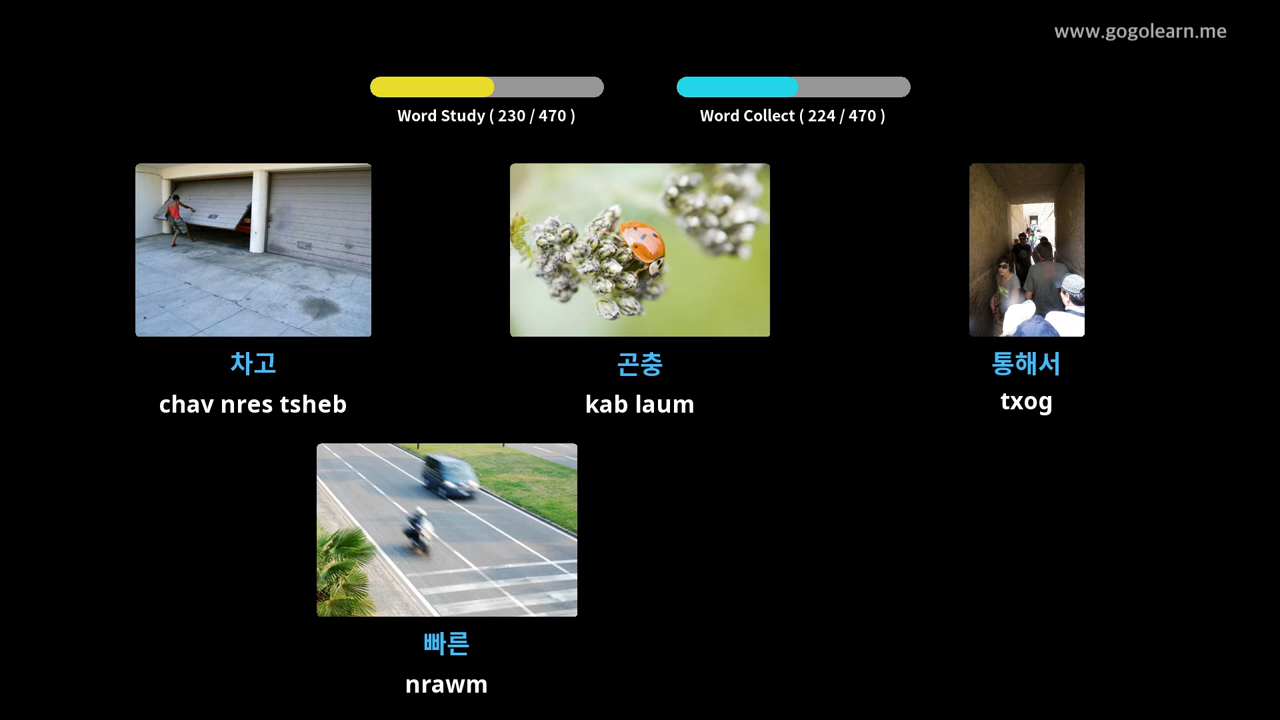 www.gogolearn.me
Word Study ( 230 / 470 )
Word Collect ( 224 / 470 )
차고
chav nres tsheb
곤충
kab laum
통해서
txog
빠른
nrawm